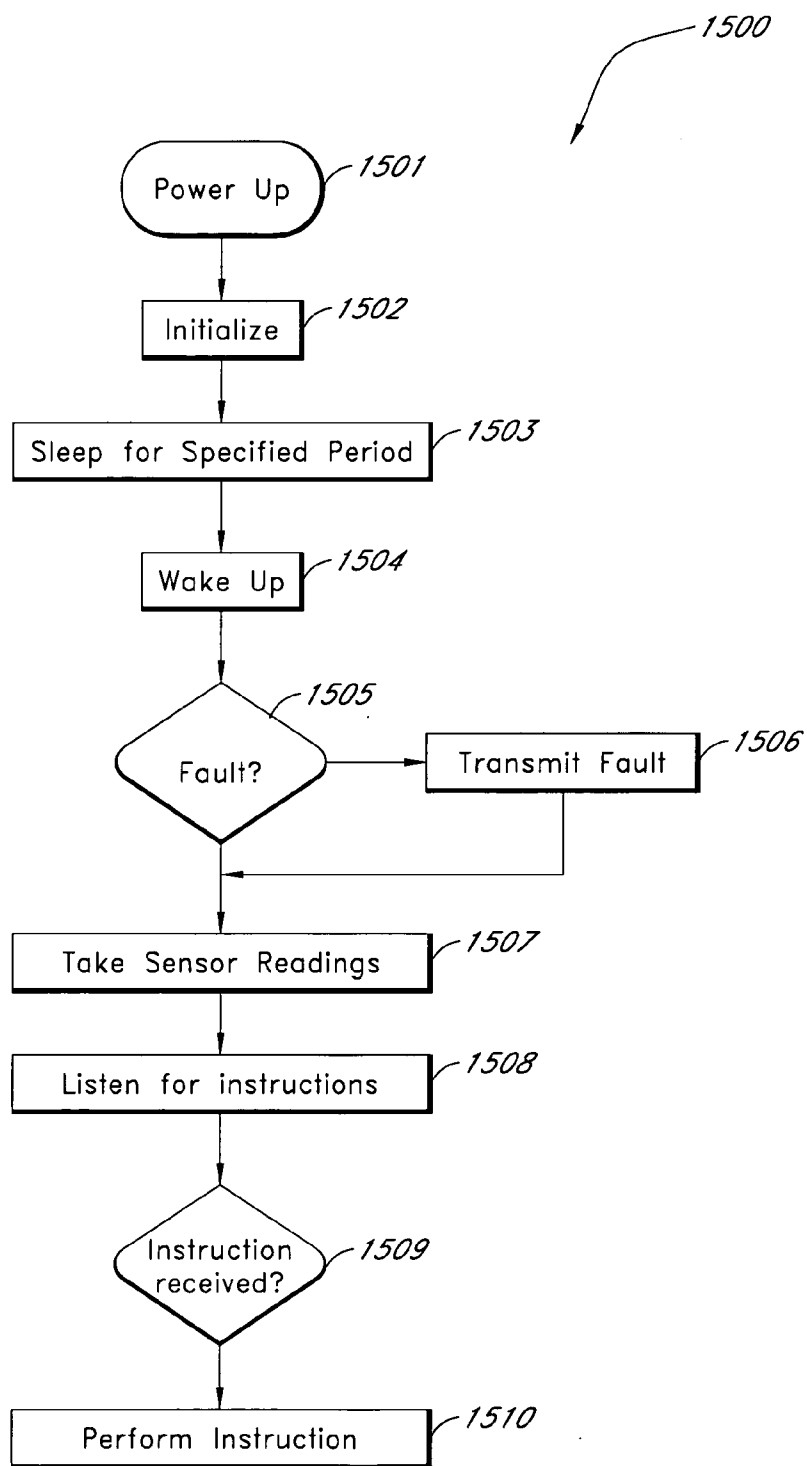 1500
Power Up
1501
Initialize
1502
Sleep for Specified Period
1503
Wake Up
1504
Fault?
1505
Transmit Fault
1506
Take Sensor Readings
1507
Listen for instructions
1508
Instruction
received?
1509
Perform Instruction
1510